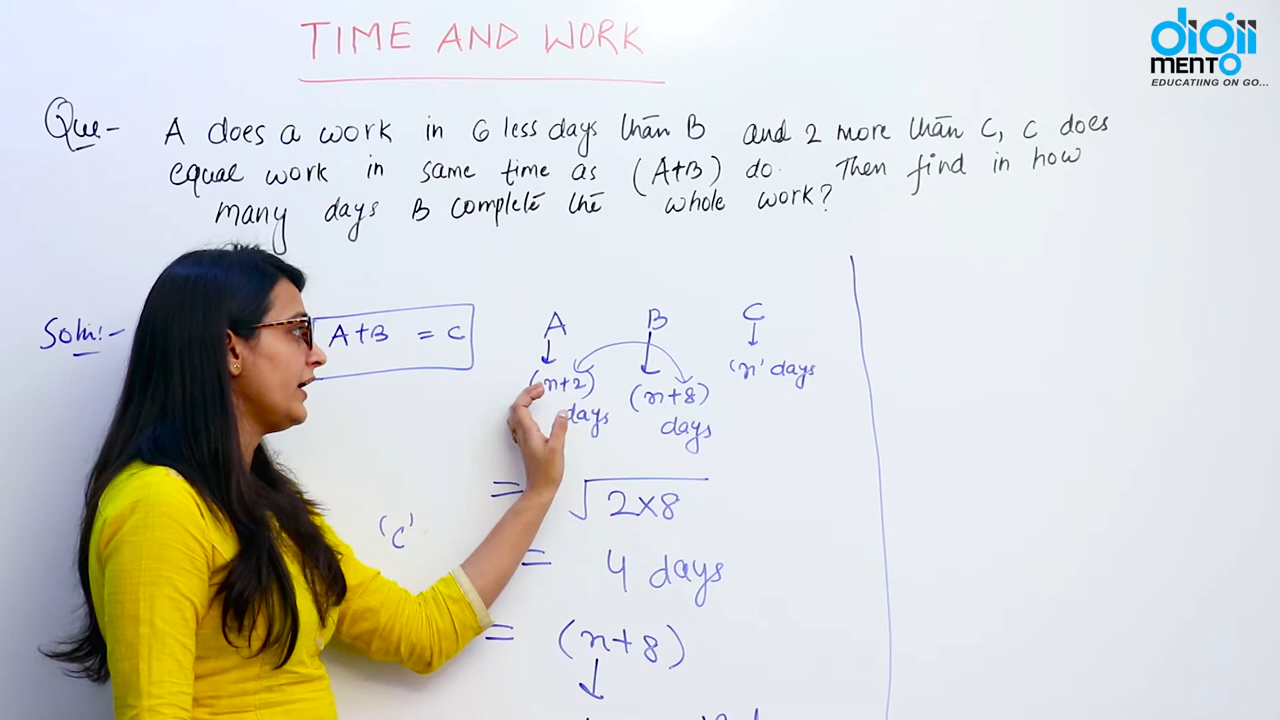 TIME AND WORK
digii
MENTO
EDUCATIING ON GO...
Que- A does a work in 6 less days than B and 2 more than C, C does
equal work in same time as (A+B) do. Then find in how
many days B complete the whole work?
Soln:- A+B = C
A B C
(n+2) days (n+8) days 'n' days
= √2×8
'C'
= 4 days
= (n+8)